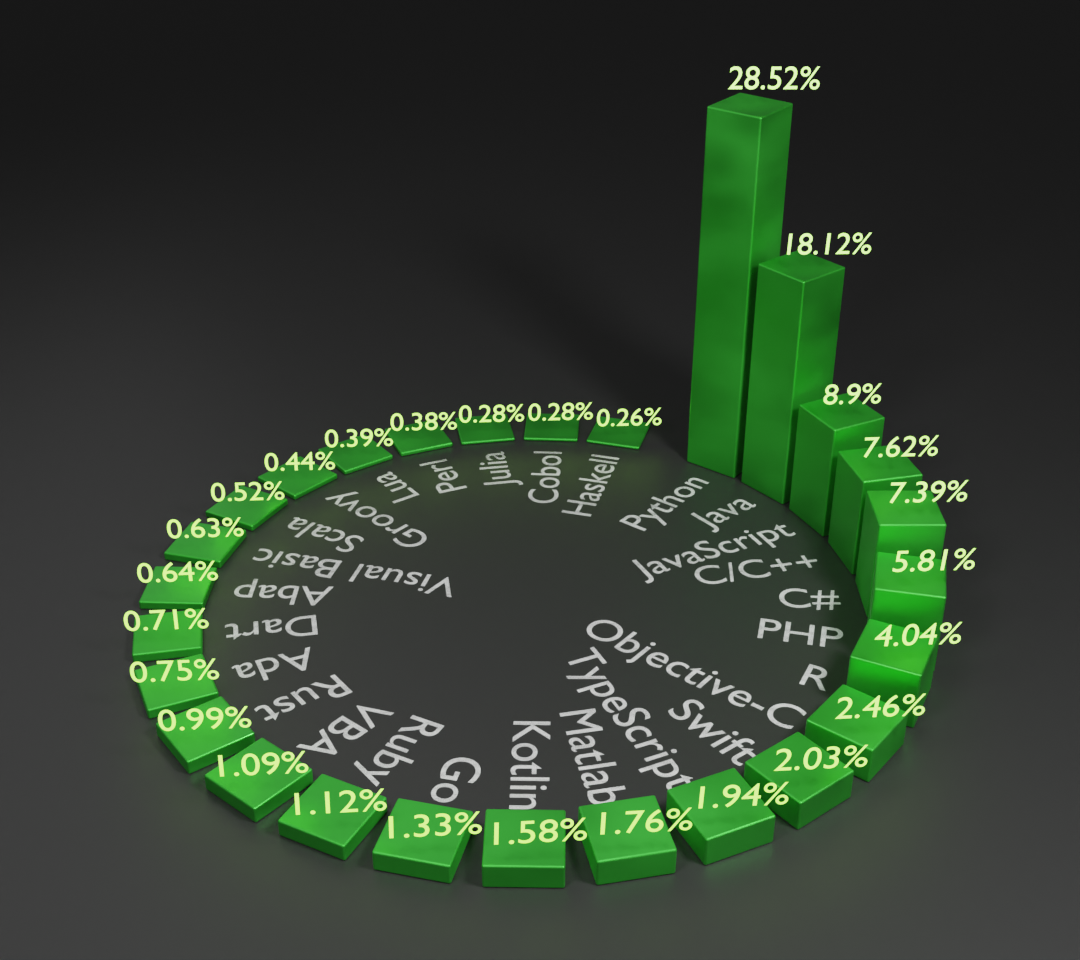 28.52%
18.12%
8.9%
7.62%
7.39%
5.81%
4.04%
2.46%
2.03%
1.94%
1.76%
1.58%
1.33%
1.12%
1.09%
0.99%
0.75%
0.71%
0.64%
0.63%
0.52%
0.44%
0.39%
0.38%
0.28%
0.28%
0.26%
Python
Java
JavaScript
C/C++
C#
PHP
R
Objective-C
Swift
TypeScript
Matlab
Kotlin
Go
Ruby
VBA
Rust
Ada
Dart
Abap
Visual Basic
Scala
Groovy
Lua
Perl
Julia
Cobol
Haskell